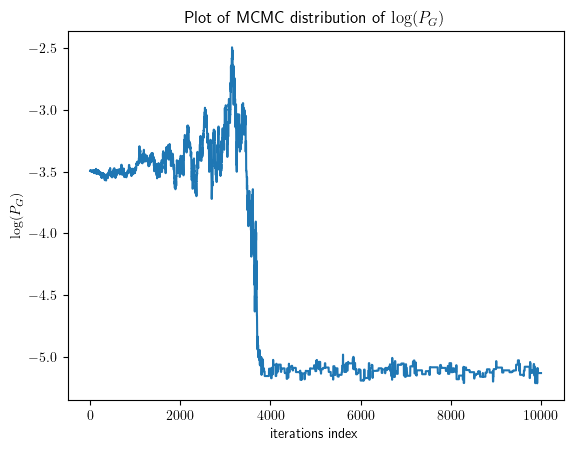 Plot of MCMC distribution of log(P_G)
−2.5
−3.0
−3.5
−4.0
−4.5
−5.0
log(P_G)
0 2000 4000 6000 8000 10000
iterations index